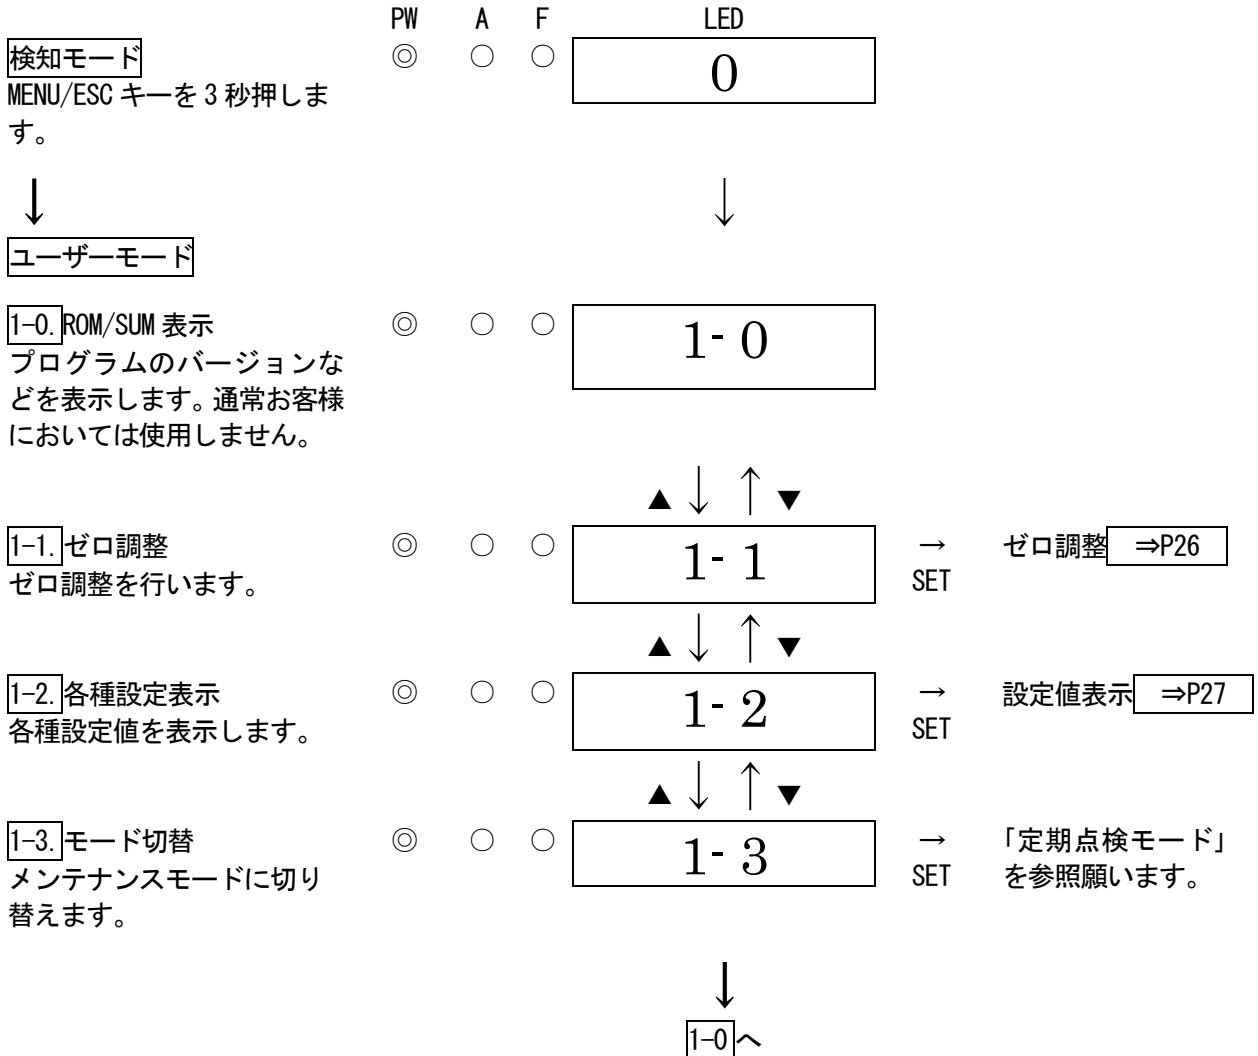 PW A F LED
検知モード ◎ ○ ○ 0
MENU/ESC キーを 3 秒押しま
す。
↓ ↓
ユーザーモード
1-0. ROM/SUM 表示 ◎ ○ ○ 1- 0
プログラムのバージョンな
どを表示します。通常お客様
においては使用しません。
▲ ↓ ↑ ▼
1-1. ゼロ調整 ◎ ○ ○ 1- 1 → ゼロ調整 ⇒P26
ゼロ調整を行います。 SET
▲ ↓ ↑ ▼
1-2. 各種設定表示 ◎ ○ ○ 1- 2 → 設定値表示 ⇒P27
各種設定値を表示します。 SET
▲ ↓ ↑ ▼
1-3. モード切替 ◎ ○ ○ 1- 3 → 「定期点検モード」
メンテナンスモードに切り SET を参照願います。
替えます。
↓
1-0 へ